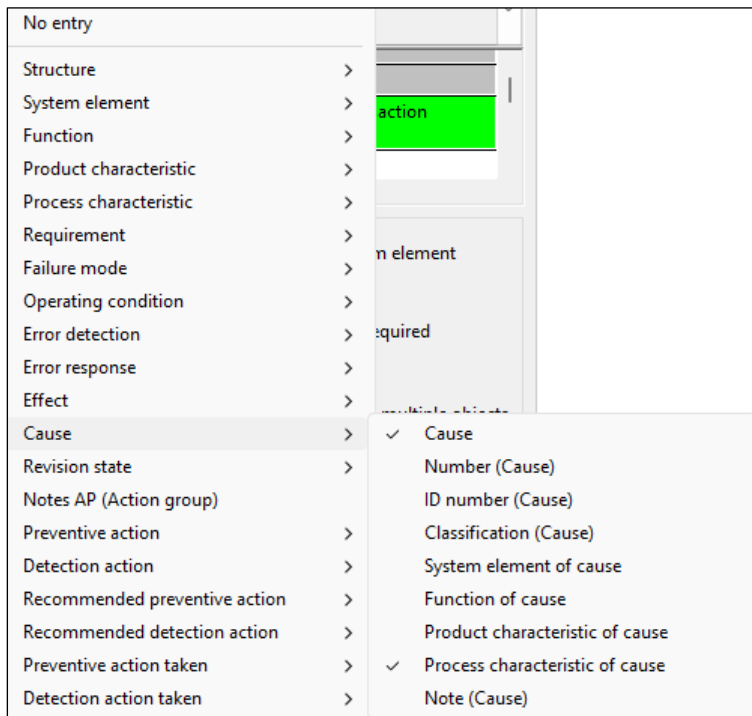 No entry
Structure
System element
Function
Product characteristic
Process characteristic
Requirement
Failure mode
Operating condition
Error detection
Error response
Effect
Cause
Revision state
Notes AP (Action group)
Preventive action
Detection action
Recommended preventive action
Recommended detection action
Preventive action taken
Detection action taken
action
m element
equired
multiple objects
Cause
Number (Cause)
ID number (Cause)
Classification (Cause)
System element of cause
Function of cause
Product characteristic of cause
Process characteristic of cause
Note (Cause)